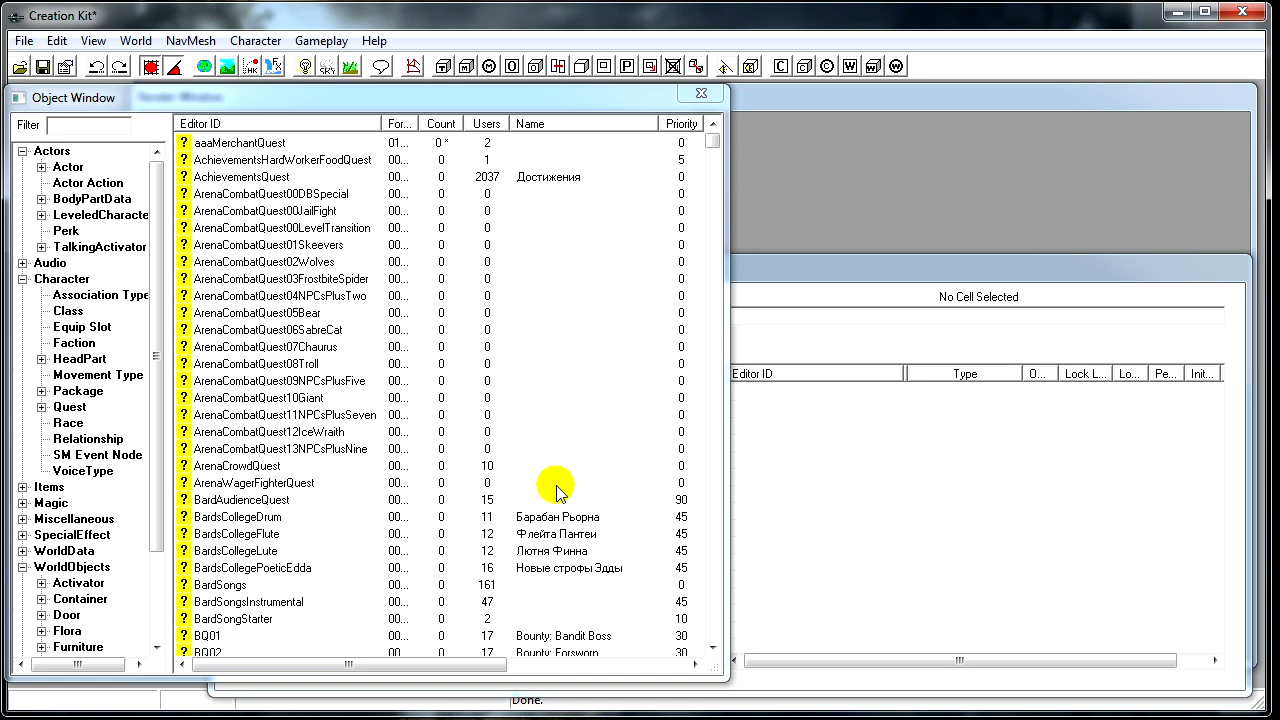 Creation Kit*
File Edit View World NavMesh Character Gameplay Help
Object Window
Render Window
Filter
Editor ID For... Count Users Name Priority
Actors
Actor
Actor Action
BodyPartData
LeveledCharacte
Perk
TalkingActivator
Audio
Character
Association Type
Class
Equip Slot
Faction
HeadPart
Movement Type
Package
Quest
Race
Relationship
SM Event Node
VoiceType
Items
Magic
Miscellaneous
SpecialEffect
WorldData
WorldObjects
Activator
Container
Door
Flora
Furniture
aaaMerchantQuest 01... 0 * 2 0
AchievementsHardWorkerFoodQuest 00... 0 1 5
AchievementsQuest 00... 0 2037 Достижения 0
ArenaCombatQuest00DBSpecial 00... 0 0 0
ArenaCombatQuest00JailFight 00... 0 0 0
ArenaCombatQuest00LevelTransition 00... 0 0 0
ArenaCombatQuest01Skeevers 00... 0 0 0
ArenaCombatQuest02Wolves 00... 0 0 0
ArenaCombatQuest03FrostbiteSpider 00... 0 0 0
ArenaCombatQuest04NPCsPlusTwo 00... 0 0 0
ArenaCombatQuest05Bear 00... 0 0 0
ArenaCombatQuest06SabreCat 00... 0 0 0
ArenaCombatQuest07Chaurus 00... 0 0 0
ArenaCombatQuest08Troll 00... 0 0 0
ArenaCombatQuest09NPCsPlusFive 00... 0 0 0
ArenaCombatQuest10Giant 00... 0 0 0
ArenaCombatQuest11NPCsPlusSeven 00... 0 0 0
ArenaCombatQuest12IceWraith 00... 0 0 0
ArenaCombatQuest13NPCsPlusNine 00... 0 0 0
ArenaCrowdQuest 00... 0 10 0
ArenaWagerFighterQuest 00... 0 0 0
BardAudienceQuest 00... 0 15 90
BardsCollegeDrum 00... 0 11 Барабан Рьорна 45
BardsCollegeFlute 00... 0 12 Флейта Пантеи 45
BardsCollegeLute 00... 0 12 Лютня Финна 45
BardsCollegePoeticEdda 00... 0 16 Новые строфы Эдды 45
BardSongs 00... 0 161 0
BardSongsInstrumental 00... 0 47 45
BardSongStarter 00... 0 2 10
BQ01 00... 0 17 Bounty: Bandit Boss 30
BQ02 00... 0 17 Bounty: Forsworn 30
No Cell Selected
Editor ID Type O... Lock L... Lo... Pe... Init...
Done.